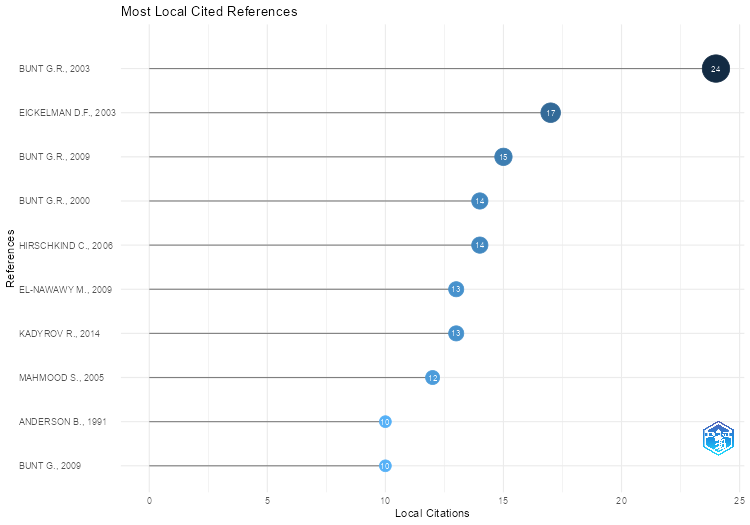 Most Local Cited References
References
BUNT G.R., 2003 24
EICKELMAN D.F., 2003 17
BUNT G.R., 2009 15
BUNT G.R., 2000 14
HIRSCHKIND C., 2006 14
EL-NAWAWY M., 2009 13
KADYROV R., 2014 13
MAHMOOD S., 2005 12
ANDERSON B., 1991 10
BUNT G., 2009 10
0 5 10 15 20 25
Local Citations